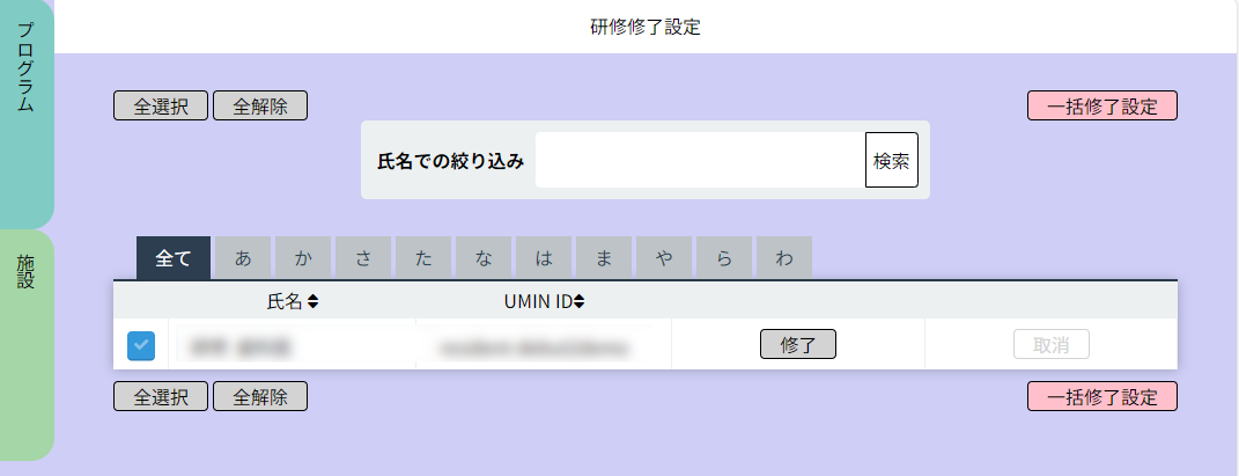 プログラム
施設
研修修了設定
全選択 全解除 一括修了設定
氏名での絞り込み 検索
全て あ か さ た な は ま や ら わ
氏名 UMIN ID
修了 取消
全選択 全解除 一括修了設定